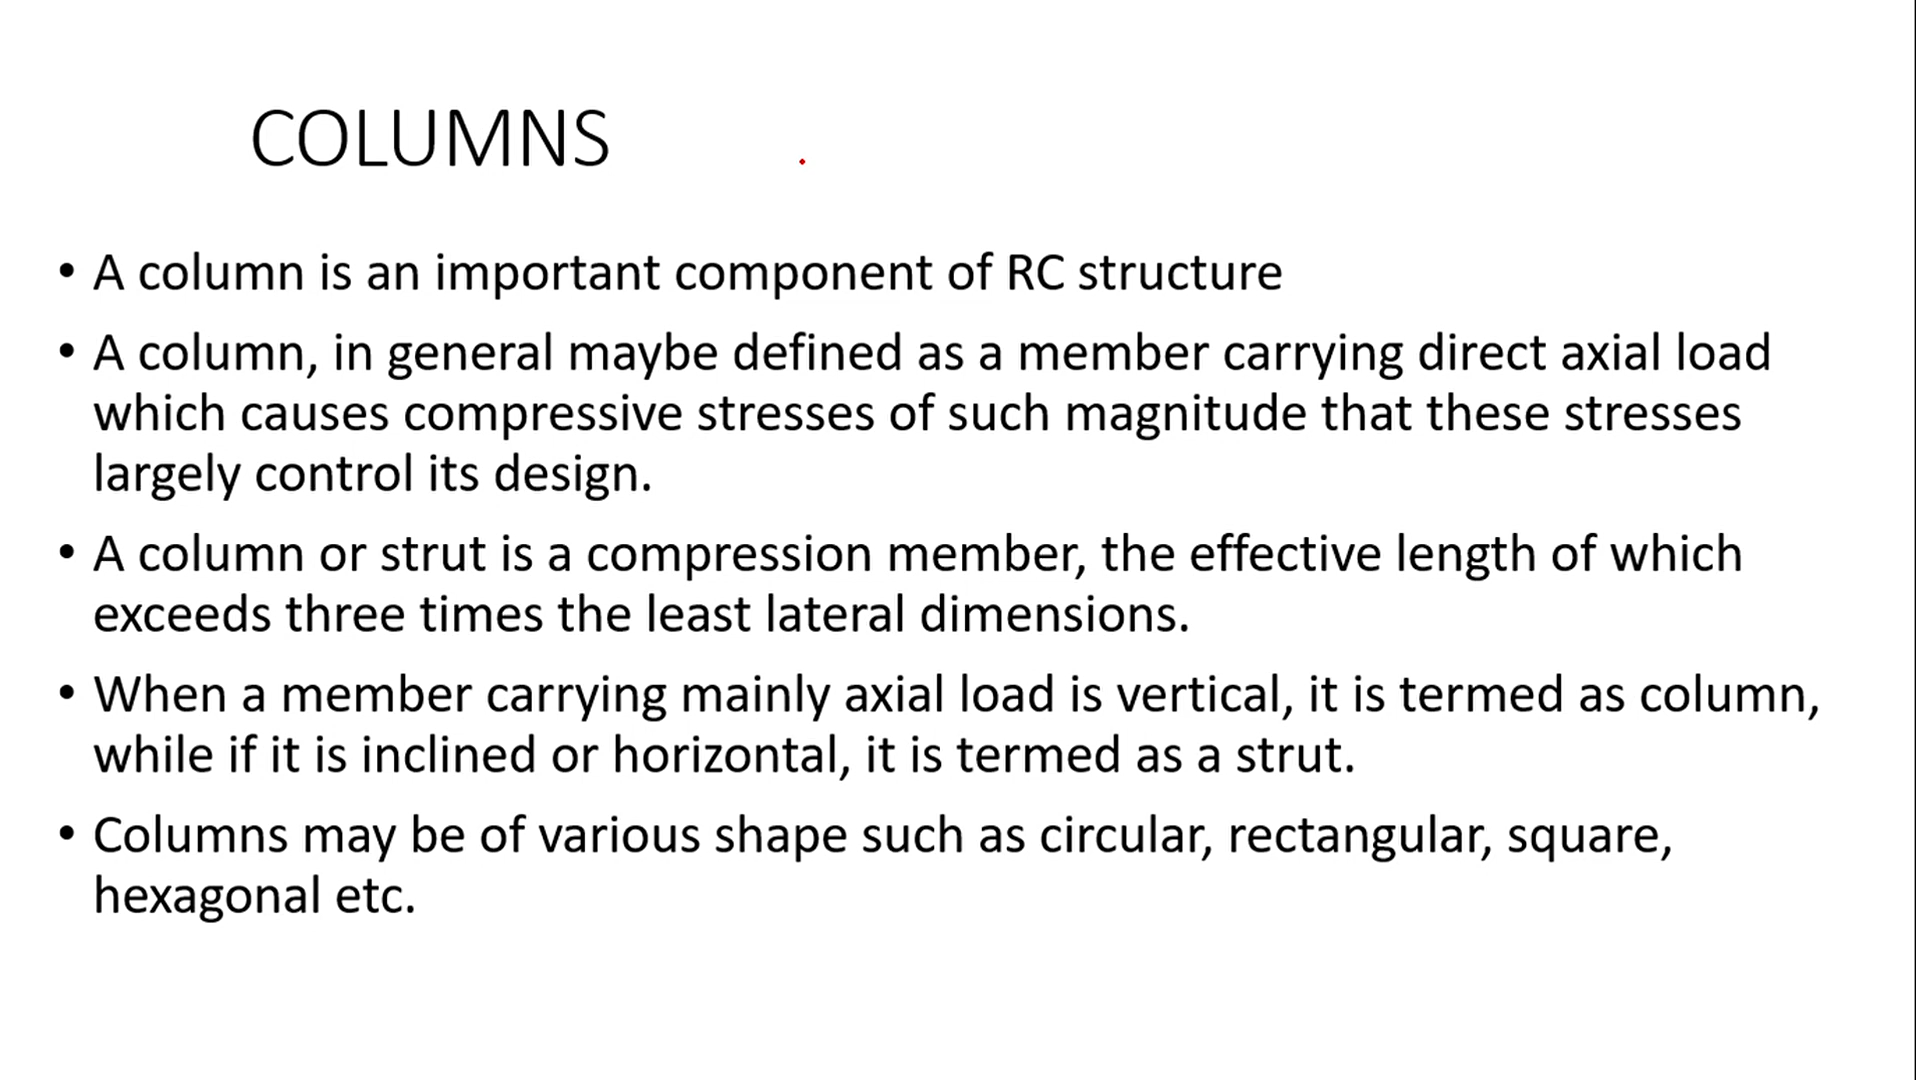 COLUMNS
• A column is an important component of RC structure
• A column, in general maybe defined as a member carrying direct axial load
which causes compressive stresses of such magnitude that these stresses
largely control its design.
• A column or strut is a compression member, the effective length of which
exceeds three times the least lateral dimensions.
• When a member carrying mainly axial load is vertical, it is termed as column,
while if it is inclined or horizontal, it is termed as a strut.
• Columns may be of various shape such as circular, rectangular, square,
hexagonal etc.